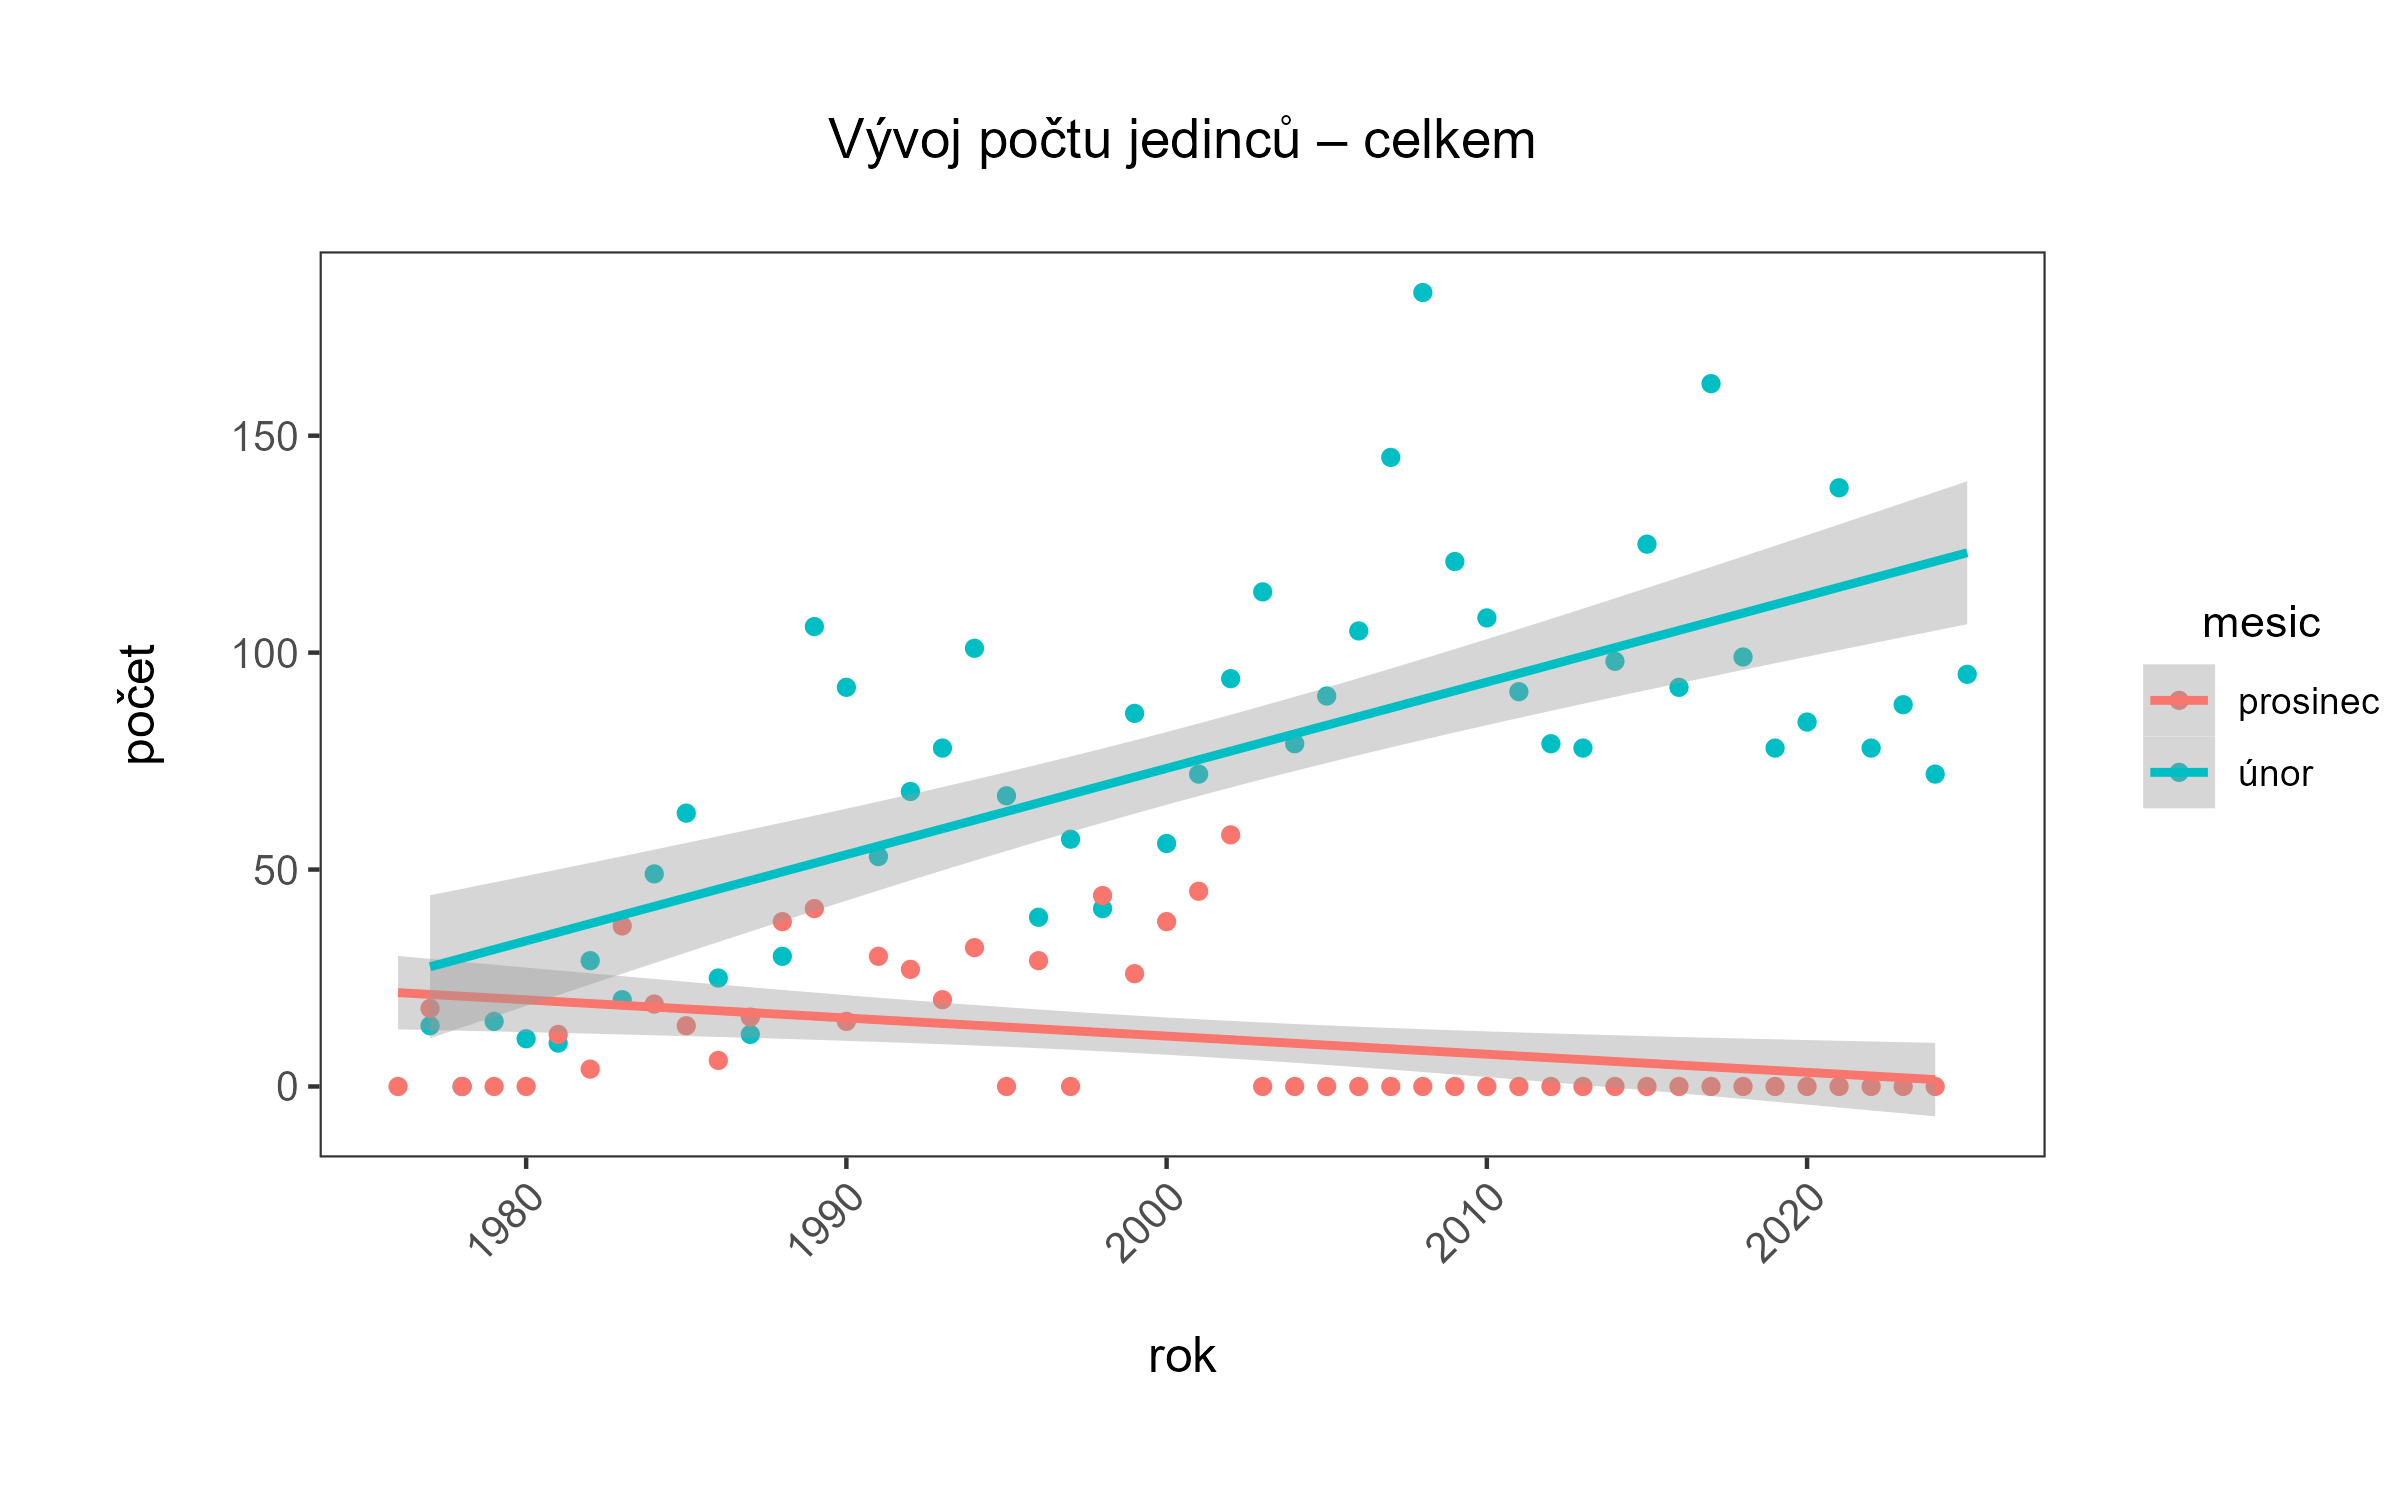 Vývoj počtu jedinců – celkem
počet
150
100
50
0
1980
1990
2000
2010
2020
rok
mesic
prosinec
únor